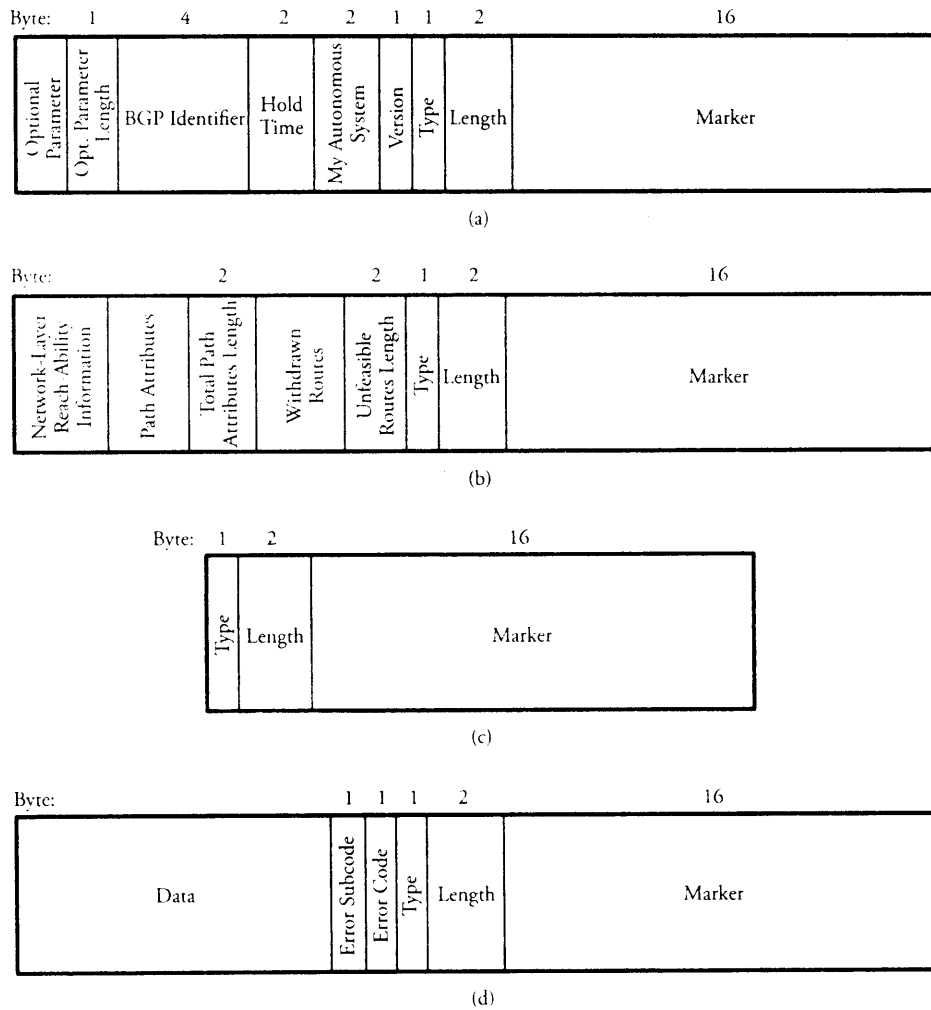 Byte: 1 4 2 2 1 1 2 16
Optional
Parameter
Opt. Parameter
Length
BGP Identifier
Hold
Time
My Autonomous
System
Version
Type
Length
Marker
(a)
Byte: 2 2 1 2 16
Network-Layer
Reach-Ability
Information
Path Attributes
Total Path
Attributes Length
Withdrawn
Routes
Unfeasible
Routes Length
Type
Length
Marker
(b)
Byte: 1 2 16
Type
Length
Marker
(c)
Byte: 1 1 1 2 16
Data
Error Subcode
Error Code
Type
Length
Marker
(d)